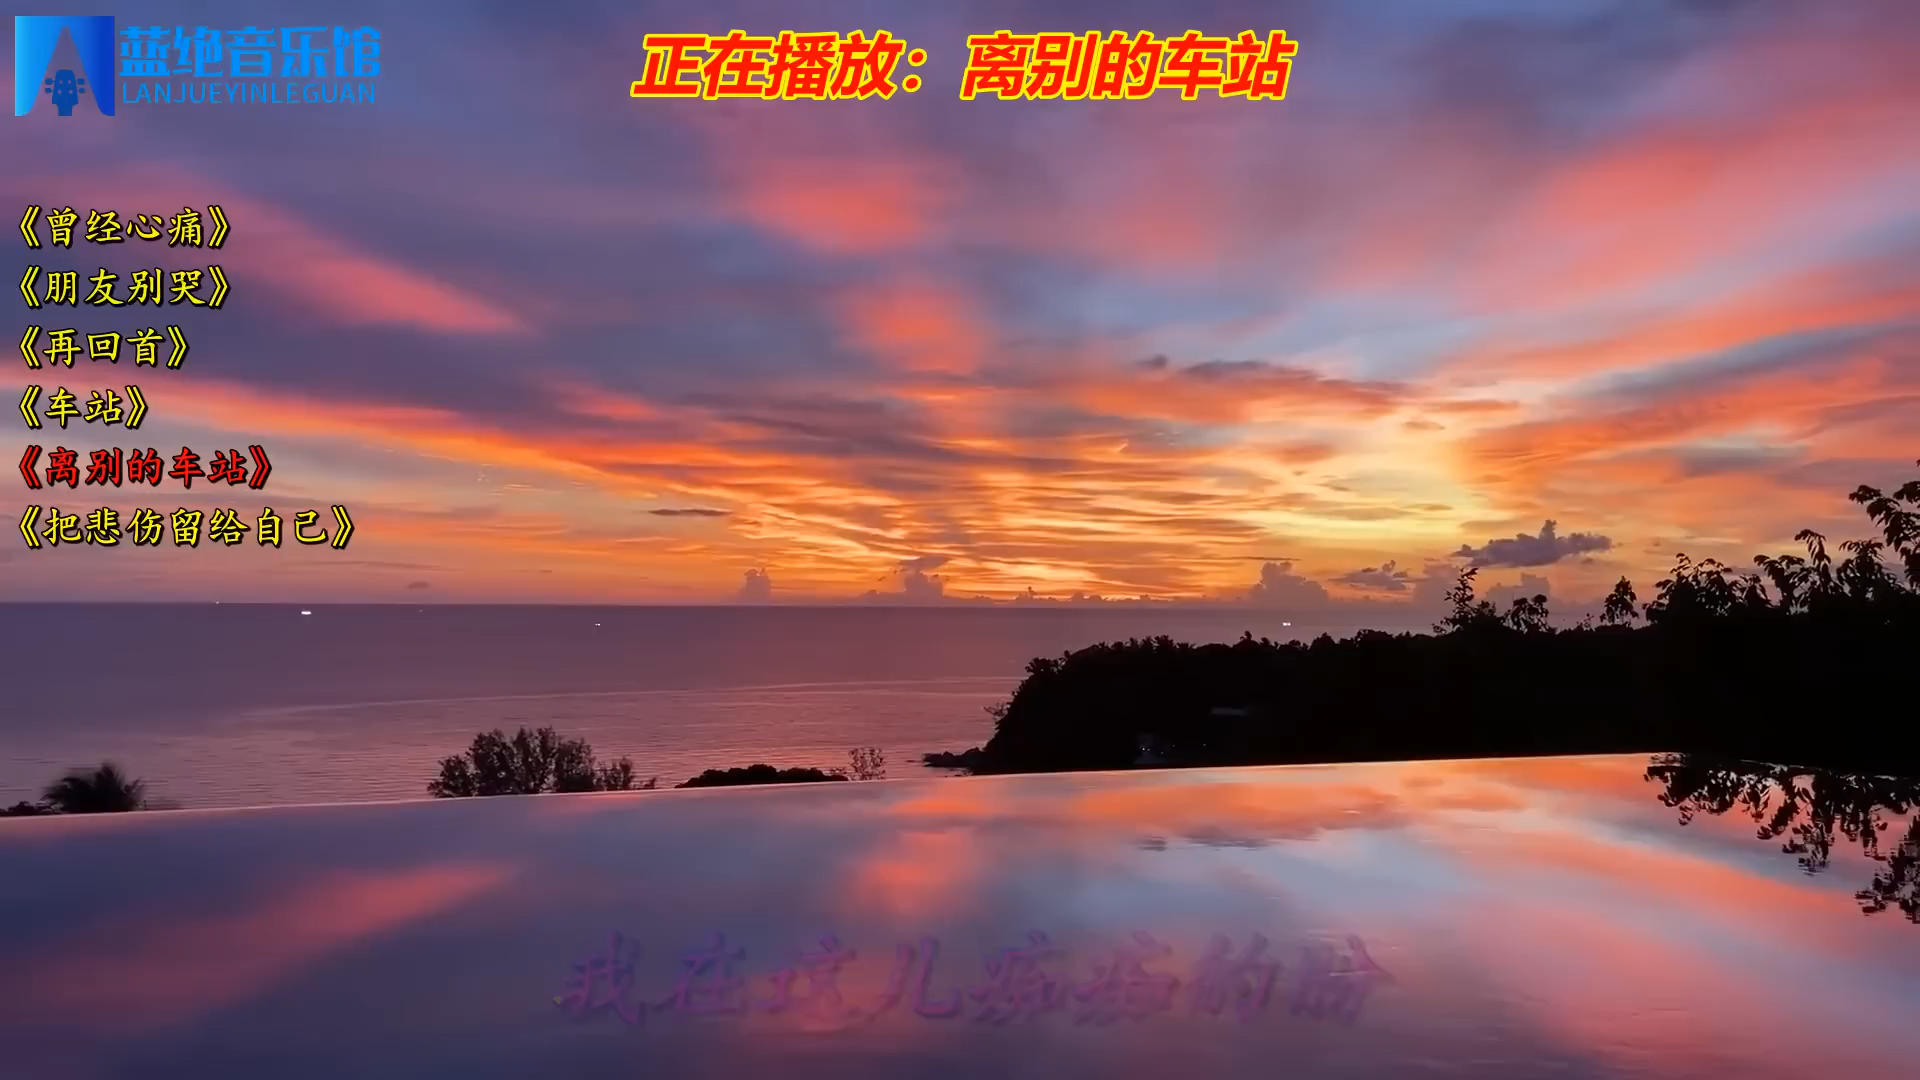 蓝绝音乐馆
LANJUEYINLEGUAN
正在播放：离别的车站
《曾经心痛》
《朋友别哭》
《再回首》
《车站》
《离别的车站》
《把悲伤留给自己》
我在这儿痴痴的盼